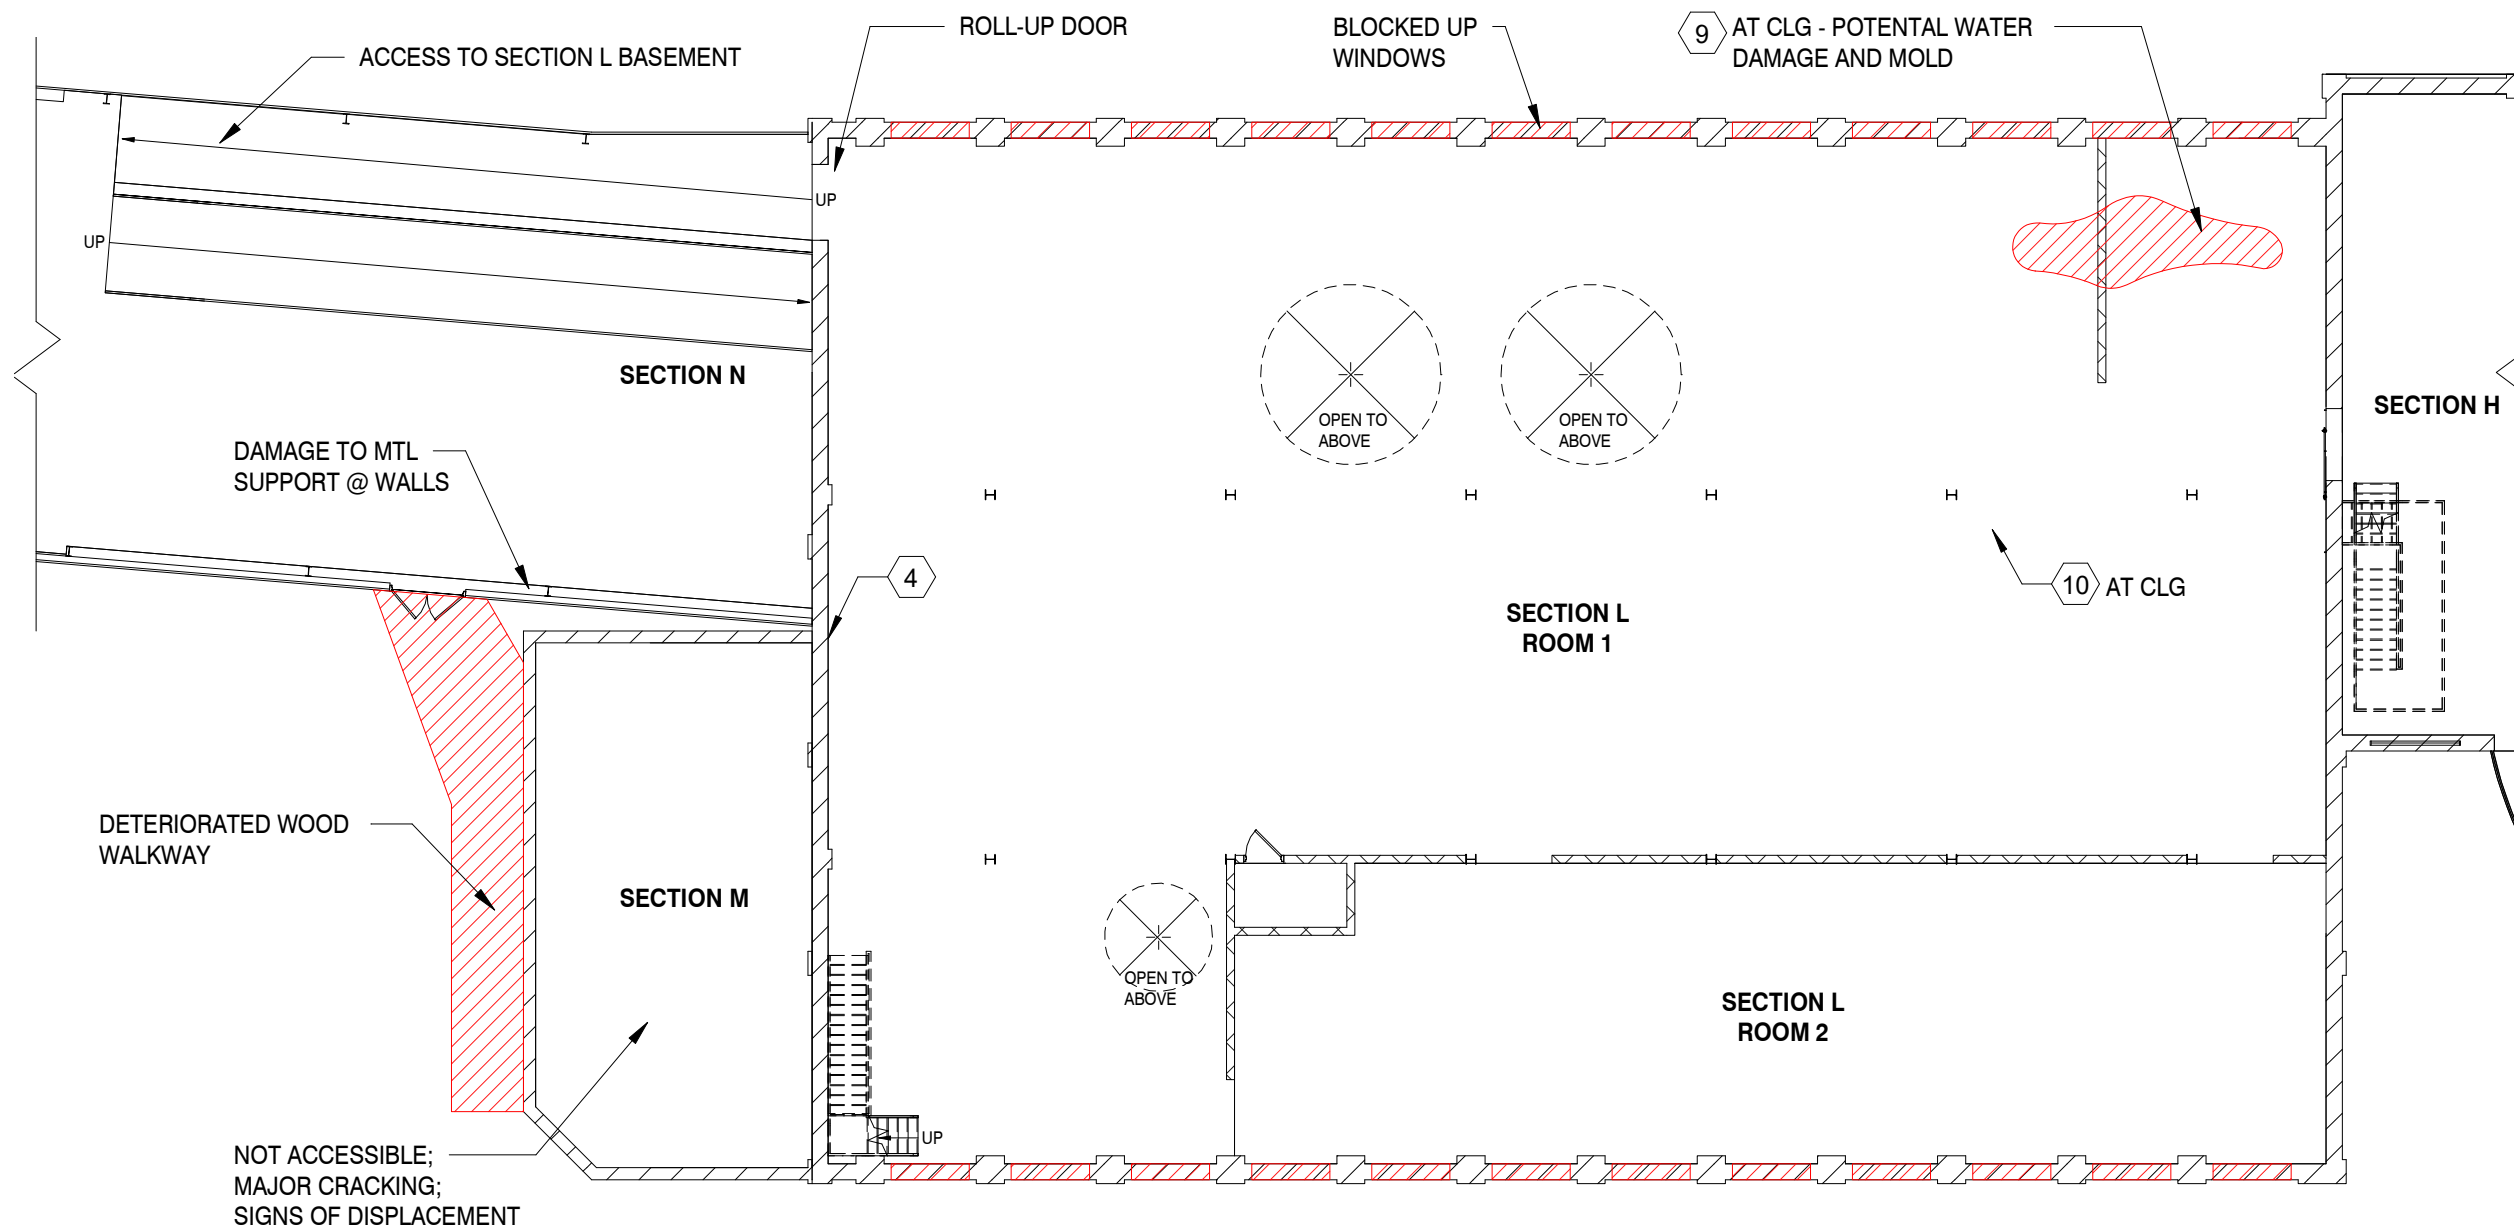 ACCESS TO SECTION L BASEMENT
ROLL-UP DOOR
BLOCKED UP
WINDOWS
9
AT CLG - POTENTAL WATER
DAMAGE AND MOLD
UP
UP
SECTION N
OPEN TO
ABOVE
OPEN TO
ABOVE
SECTION H
DAMAGE TO MTL
SUPPORT @ WALLS
4
10 AT CLG
SECTION L
ROOM 1
DETERIORATED WOOD
WALKWAY
SECTION M
OPEN TO
ABOVE
SECTION L
ROOM 2
UP
NOT ACCESSIBLE;
MAJOR CRACKING;
SIGNS OF DISPLACEMENT